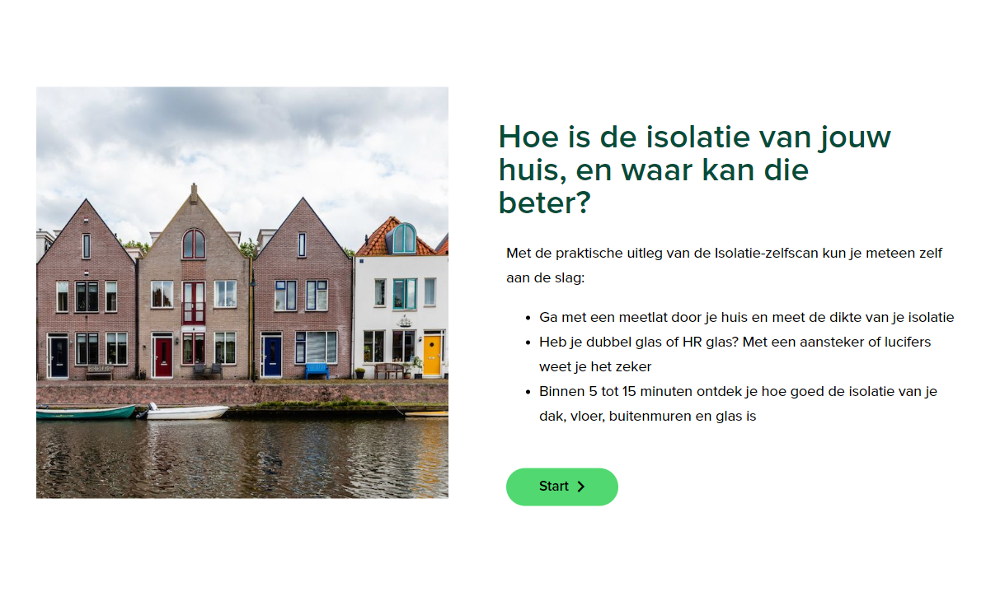 Hoe is de isolatie van jouw
huis, en waar kan die
beter?
Met de praktische uitleg van de Isolatie-zelfscan kun je meteen zelf
aan de slag:
• Ga met een meetlat door je huis en meet de dikte van je isolatie
• Heb je dubbel glas of HR glas? Met een aansteker of lucifers
weet je het zeker
• Binnen 5 tot 15 minuten ontdek je hoe goed de isolatie van je
dak, vloer, buitenmuren en glas is
Start